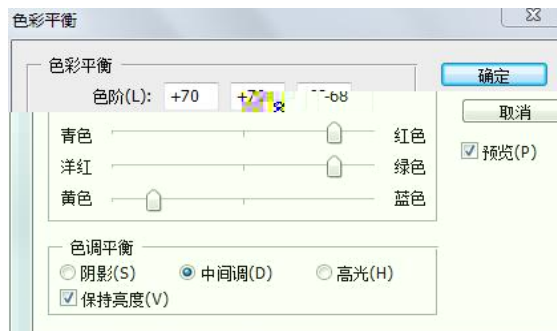 色彩平衡
色彩平衡
色阶(L): +70
确定
取消
青色 红色
预览(P)
洋红 绿色
黄色 蓝色
色调平衡
阴影(S) 中间调(D) 高光(H)
保持亮度(V)